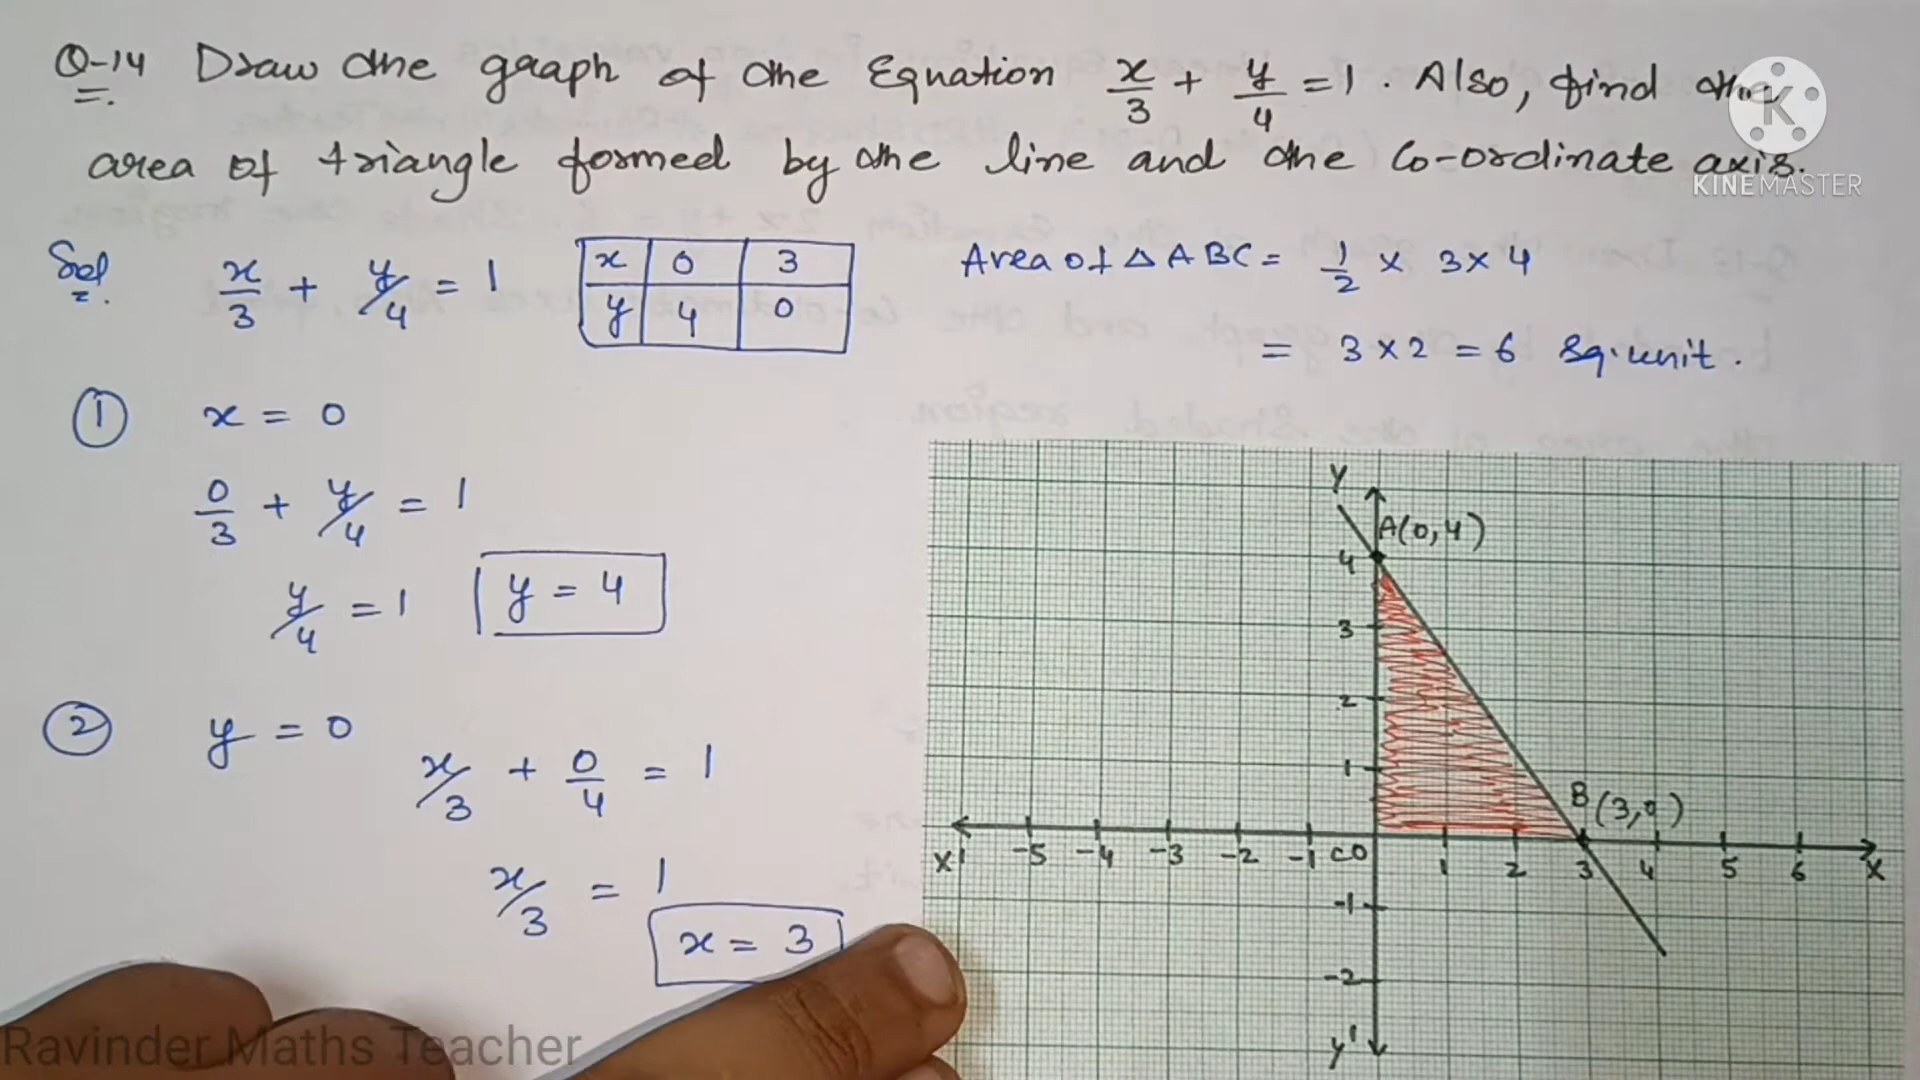 Q-14 Draw the graph of the Equation x/3 + y/4 = 1. Also, find the
area of triangle formed by the line and the Co-ordinate axis.
K
KINEMASTER
Sol. x/3 + y/4 = 1
x 0 3
y 4 0
Area of △ABC = 1/2 × 3×4
= 3×2 = 6 sq.unit.
① x = 0
0/3 + y/4 = 1
y/4 = 1 y = 4
② y = 0
x/3 + 0/4 = 1
x/3 = 1
x = 3
Y
A(0,4)
4
3
2
1
B(3,0)
X' -5 -4 -3 -2 -1 C O 1 2 3 4 5 6 X
-1
-2
y'
Ravinder Maths Teacher